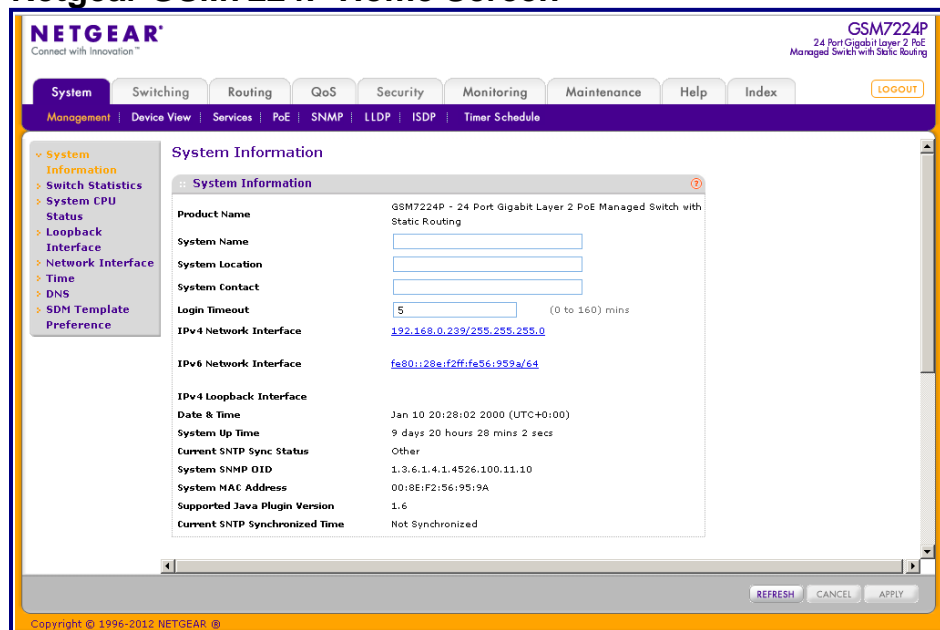 Netgear GSM7224P Home Screen
NETGEAR®
Connect with Innovation™
GSM7224P
24 Port Gigabit Layer 2 PoE
Managed Switch with Static Routing
System Switching Routing QoS Security Monitoring Maintenance Help Index LOGOUT
Management Device View Services PoE SNMP LLDP ISDP Timer Schedule
System
Information
Switch Statistics
System CPU
Status
Loopback
Interface
Network Interface
Time
DNS
SDM Template
Preference
System Information
System Information
Product Name GSM7224P - 24 Port Gigabit Layer 2 PoE Managed Switch with
Static Routing
System Name
System Location
System Contact
Login Timeout 5 (0 to 160) mins
IPv4 Network Interface 192.168.0.239/255.255.255.0
IPv6 Network Interface fe80::28e:f2ff:fe56:959a/64
IPv4 Loopback Interface
Date & Time Jan 10 20:28:02 2000 (UTC+0:00)
System Up Time 9 days 20 hours 28 mins 2 secs
Current SNTP Sync Status Other
System SNMP OID 1.3.6.1.4.1.4526.100.11.10
System MAC Address 00:8E:F2:56:95:9A
Supported Java Plugin Version 1.6
Current SNTP Synchronized Time Not Synchronized
REFRESH CANCEL APPLY
Copyright © 1996-2012 NETGEAR ®